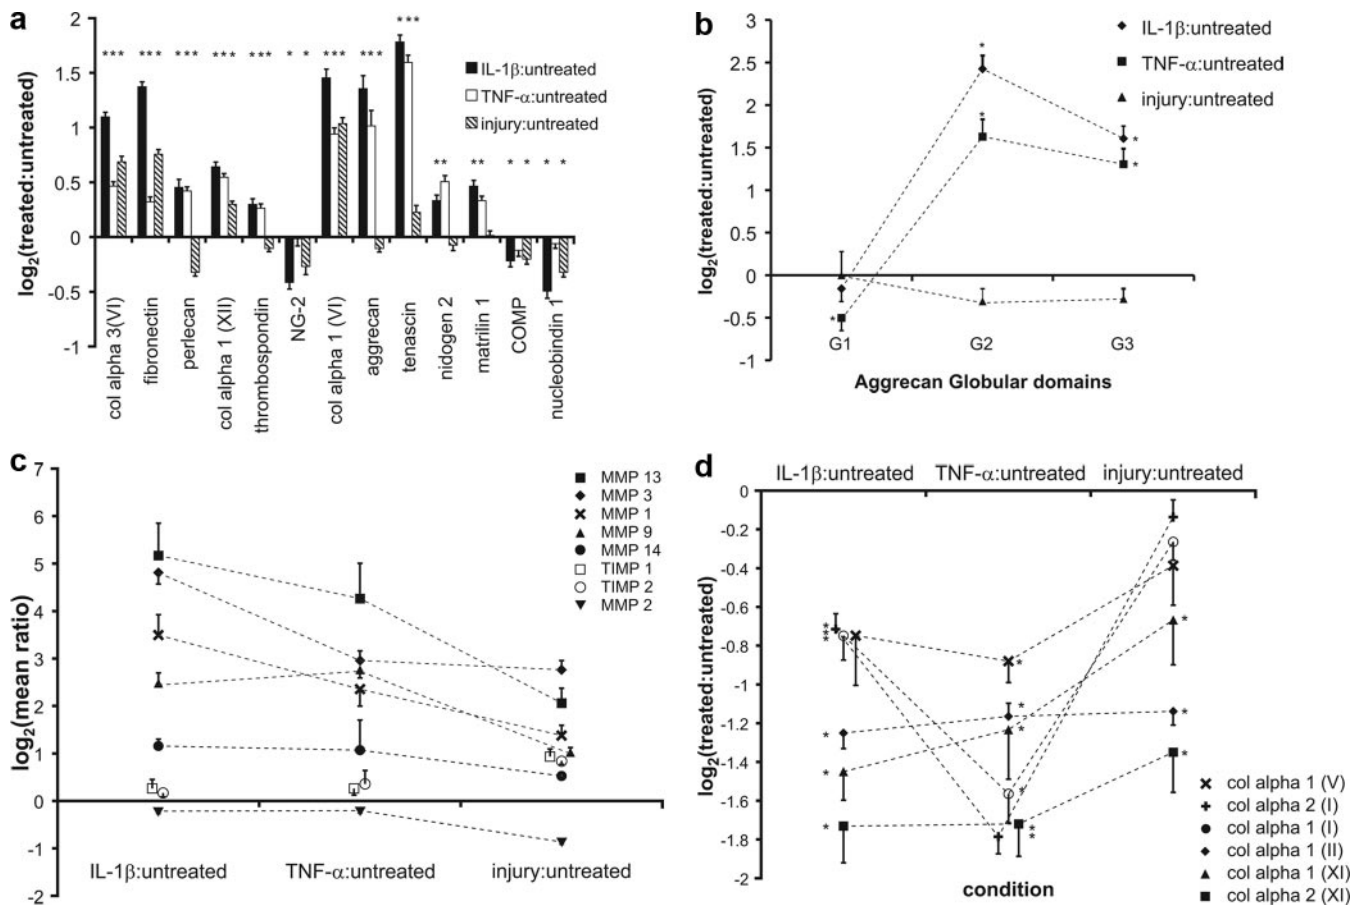 a
log2(treated:untreated)
2
1.5
1
0.5
0
-0.5
-1
*** *** *** *** *** * * *** *** *** ** ** * * * *
IL-1β:untreated
TNF-α:untreated
injury:untreated
col alpha 3(VI)
fibronectin
perlecan
col alpha 1 (XII)
thrombospondin
NG-2
col alpha 1 (VI)
aggrecan
tenascin
nidogen 2
matrilin 1
COMP
nucleobindin 1
b
log2(treated:untreated)
3
2.5
2
1.5
1
0.5
0
-0.5
-1
IL-1β:untreated
TNF-α:untreated
injury:untreated
*
*
*
*
*
G1 G2 G3
Aggrecan Globular domains
c
log2(mean ratio)
7
6
5
4
3
2
1
0
-1
-2
MMP 13
MMP 3
MMP 1
MMP 9
MMP 14
TIMP 1
TIMP 2
MMP 2
IL-1β:untreated TNF-α:untreated injury:untreated
d
IL-1β:untreated TNF-α:untreated injury:untreated
log2(treated:untreated)
0
-0.2
-0.4
-0.6
-0.8
-1
-1.2
-1.4
-1.6
-1.8
-2
condition
col alpha 1 (V)
col alpha 2 (I)
col alpha 1 (I)
col alpha 1 (II)
col alpha 1 (XI)
col alpha 2 (XI)